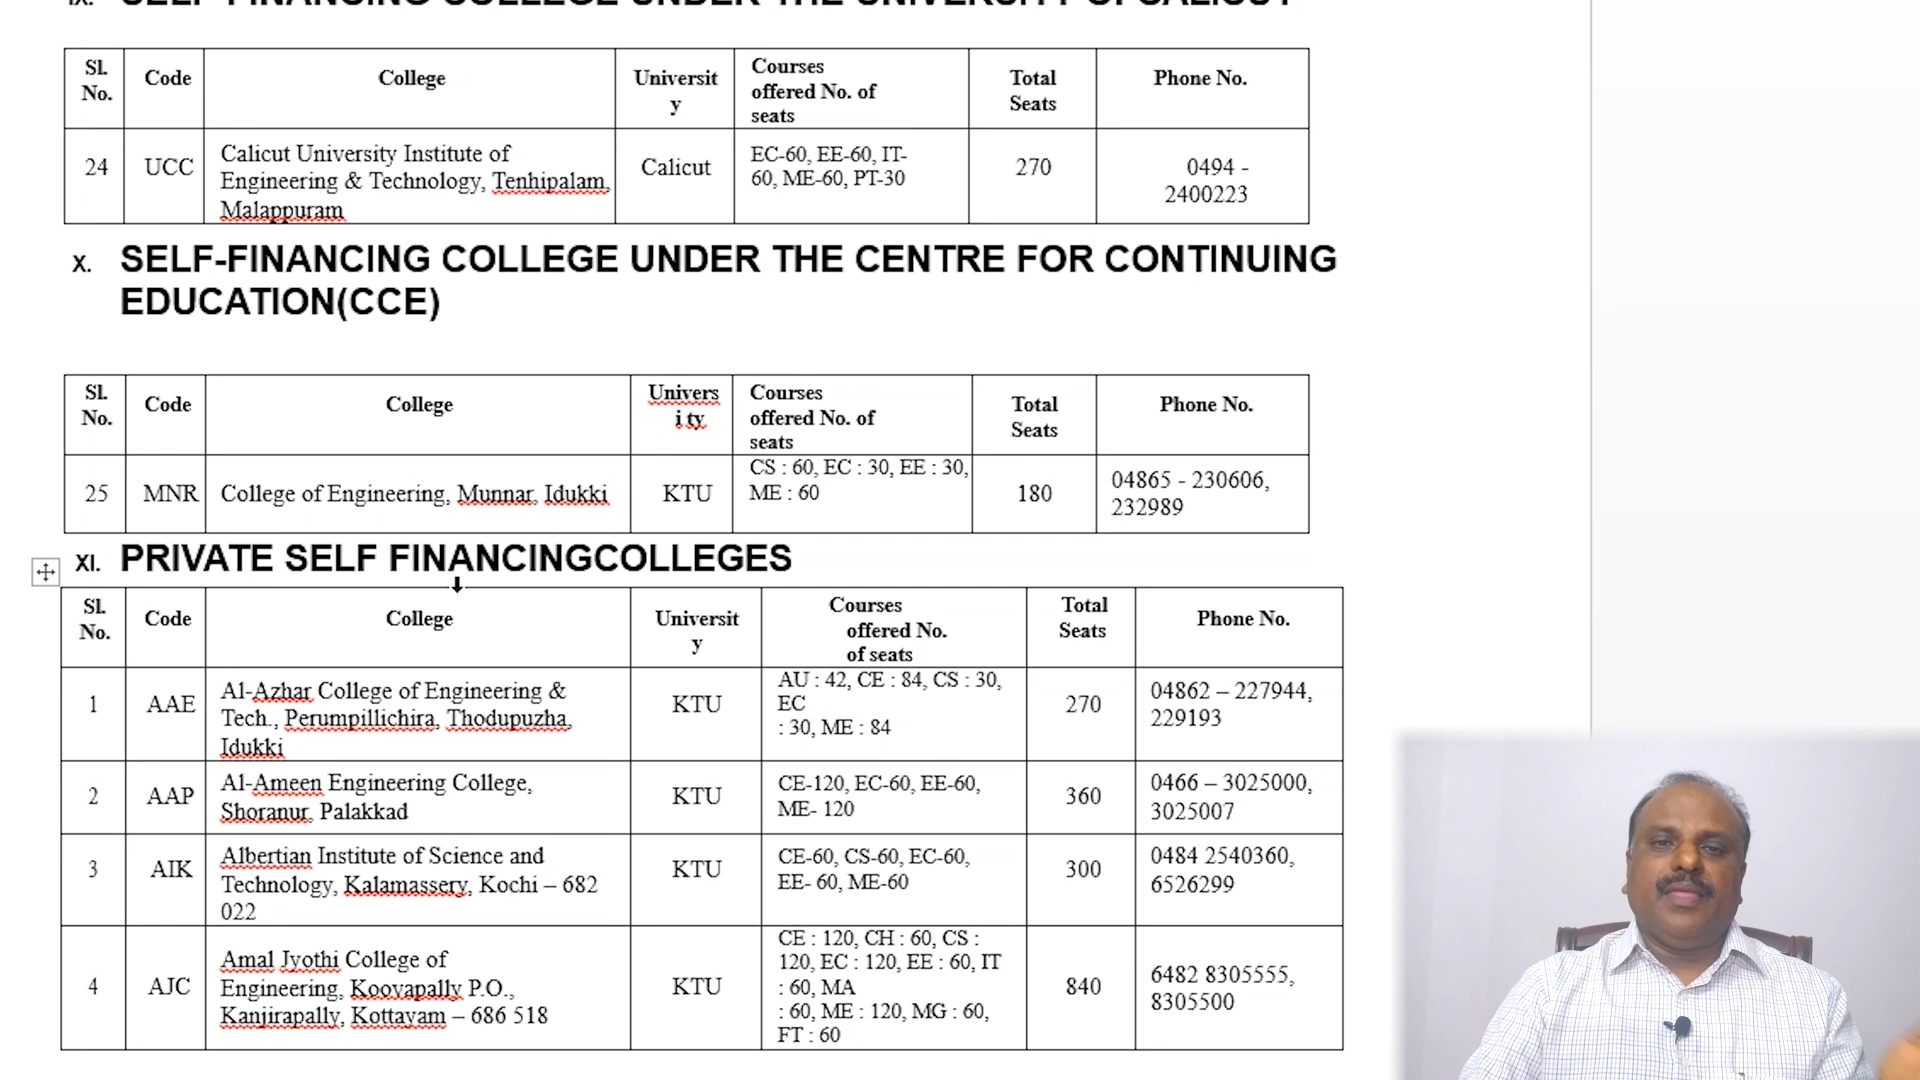 IX. SELF-FINANCING COLLEGE UNDER THE UNIVERSITY OFCALICUT
Sl. No. Code College Universit y Courses offered No. of seats Total Seats Phone No.
24 UCC Calicut University Institute of Engineering & Technology, Tenhipalam, Malappuram Calicut EC-60, EE-60, IT- 60, ME-60, PT-30 270 0494 - 2400223
X. SELF-FINANCING COLLEGE UNDER THE CENTRE FOR CONTINUING
EDUCATION(CCE)
Sl. No. Code College Univers i ty Courses offered No. of seats Total Seats Phone No.
25 MNR College of Engineering, Munnar, Idukki KTU CS : 60, EC : 30, EE : 30, ME : 60 180 04865 - 230606, 232989
XI. PRIVATE SELF FINANCINGCOLLEGES
Sl. No. Code College Universit y Courses offered No. of seats Total Seats Phone No.
1 AAE Al-Azhar College of Engineering & Tech., Perumpillichira, Thodupuzha, Idukki KTU AU : 42, CE : 84, CS : 30, EC : 30, ME : 84 270 04862 – 227944, 229193
2 AAP Al-Ameen Engineering College, Shoranur, Palakkad KTU CE-120, EC-60, EE-60, ME- 120 360 0466 – 3025000, 3025007
3 AIK Albertian Institute of Science and Technology, Kalamassery, Kochi – 682 022 KTU CE-60, CS-60, EC-60, EE- 60, ME-60 300 0484 2540360, 6526299
4 AJC Amal Jyothi College of Engineering, Koovapally P.O., Kanjirapally, Kottayam – 686 518 KTU CE : 120, CH : 60, CS : 120, EC : 120, EE : 60, IT : 60, MA : 60, ME : 120, MG : 60, FT : 60 840 6482 8305555, 8305500